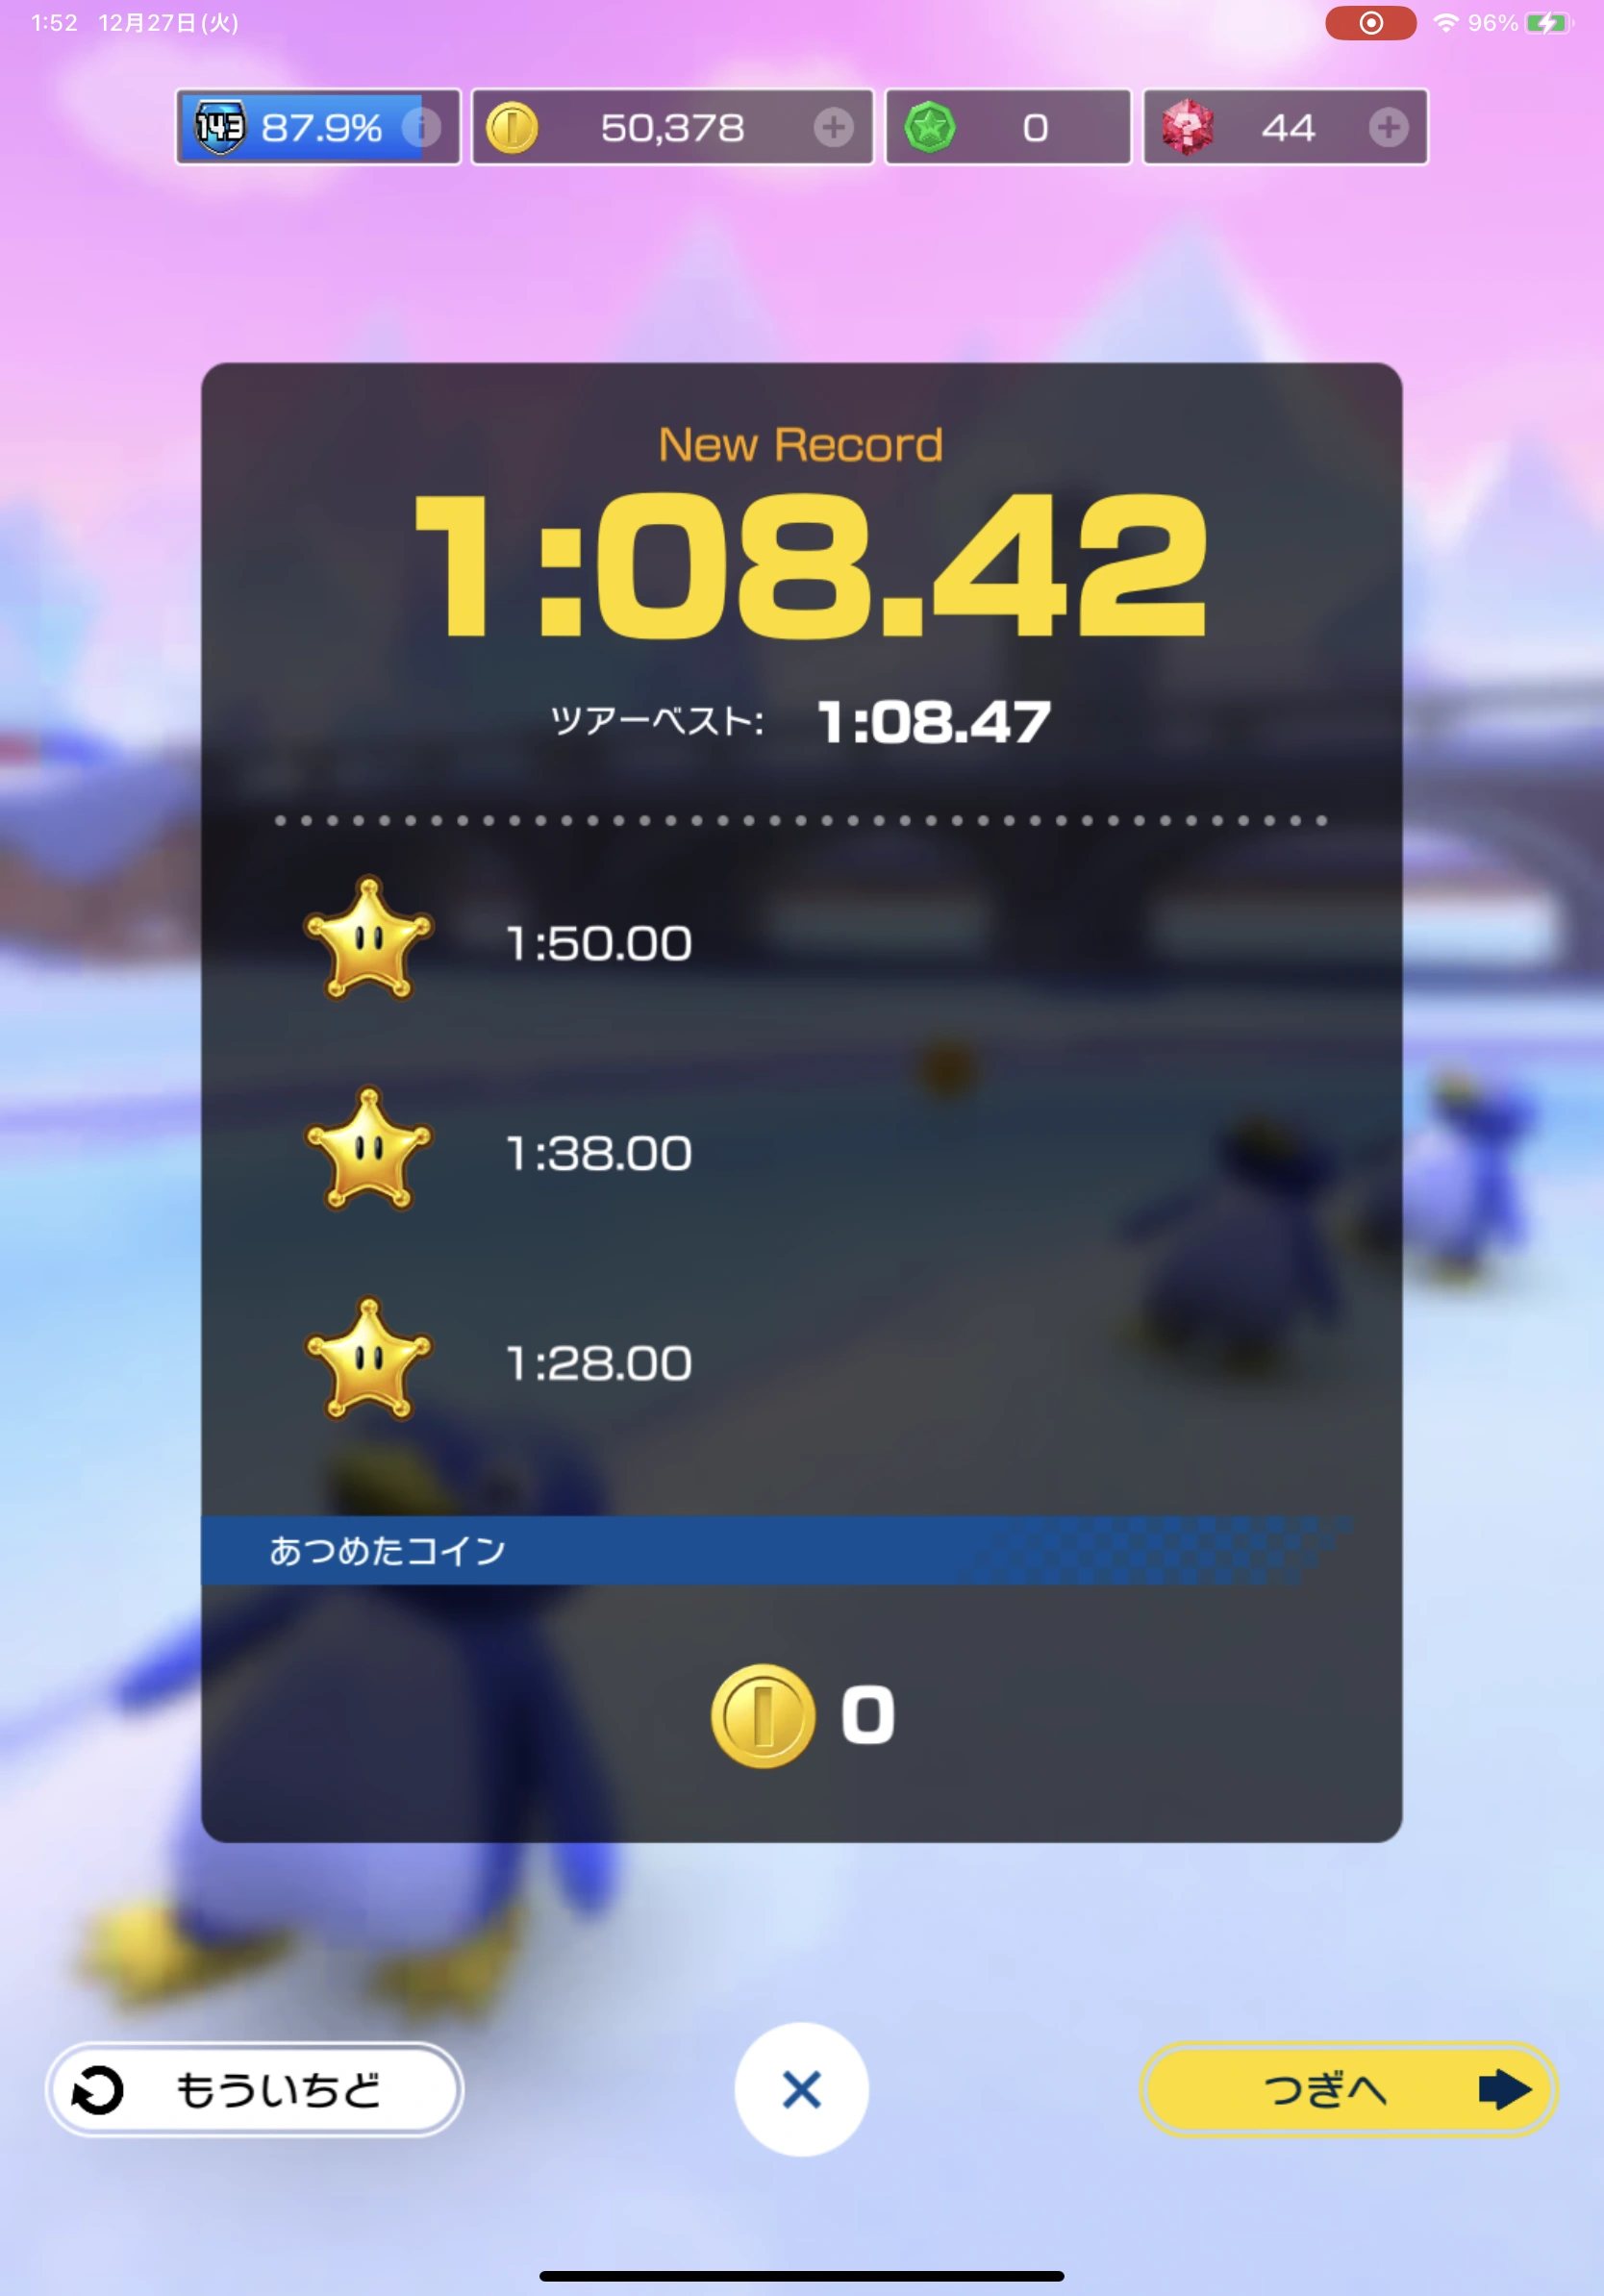 1:52 12月27日(火) 96%
143 87.9% i 50,378 0 44
New Record
1:08.42
ツアーベスト: 1:08.47
1:50.00
1:38.00
1:28.00
あつめたコイン
0
もういちど
つぎへ